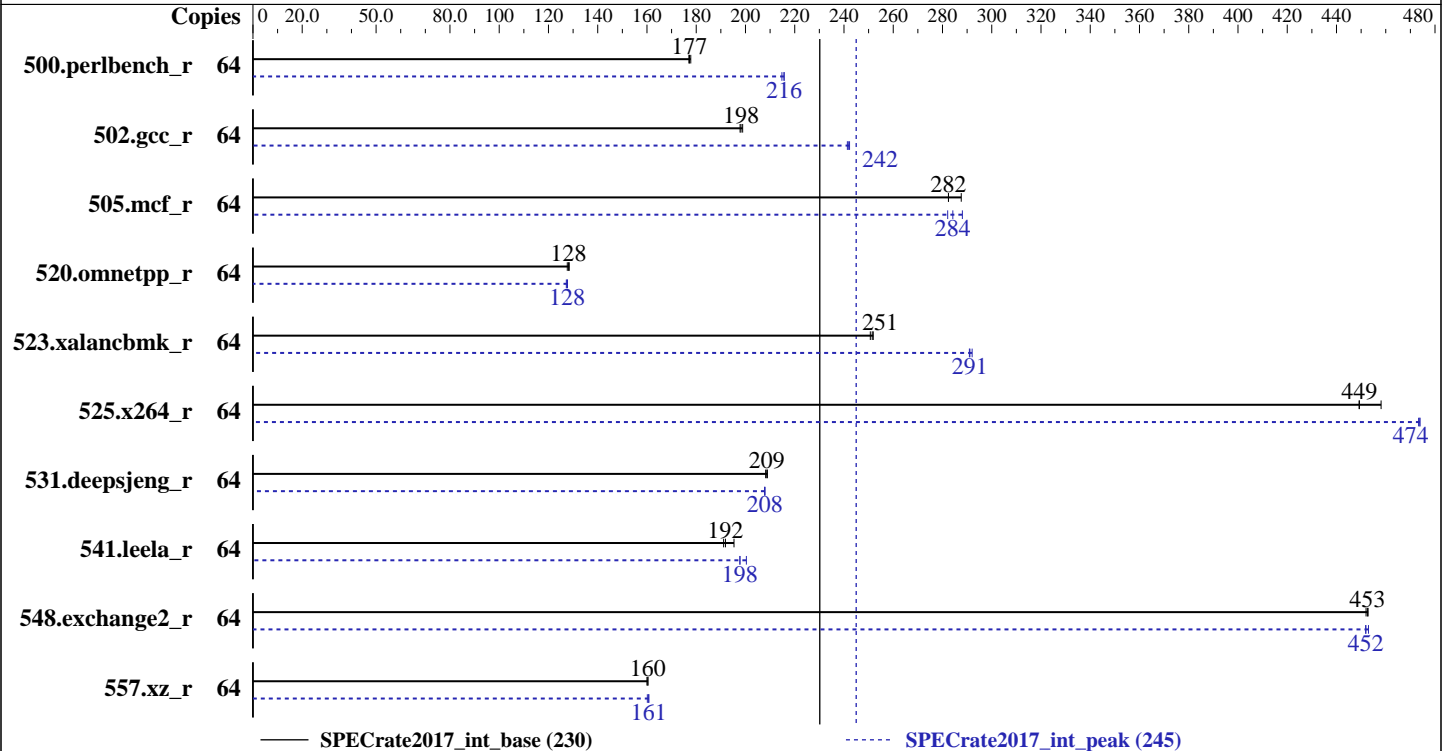 Copies 0 20.0 50.0 80.0 100 120 140 160 180 200 220 240 260 280 300 320 340 360 380 400 420 440 480
177
500.perlbench_r 64
216
198
502.gcc_r 64
242
282
505.mcf_r 64
284
128
520.omnetpp_r 64
128
251
523.xalancbmk_r 64
291
449
525.x264_r 64
474
209
531.deepsjeng_r 64
208
192
541.leela_r 64
198
453
548.exchange2_r 64
452
160
557.xz_r 64
161
SPECrate2017_int_base (230) SPECrate2017_int_peak (245)